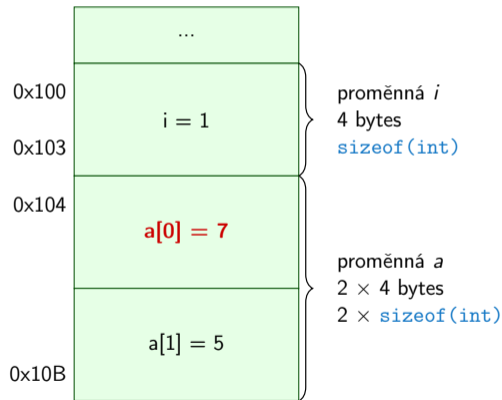 ...
0x100
i = 1
0x103
proměnná i
4 bytes
sizeof(int)
0x104
a[0] = 7
a[1] = 5
0x10B
proměnná a
2 × 4 bytes
2 × sizeof(int)